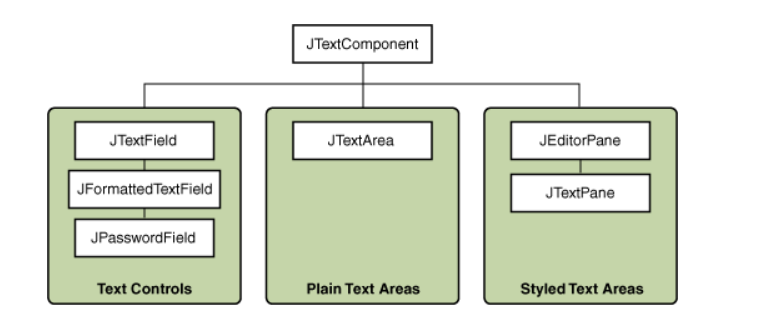 JTextComponent
JTextField
JFormattedTextField
JPasswordField
Text Controls
JTextArea
Plain Text Areas
JEditorPane
JTextPane
Styled Text Areas